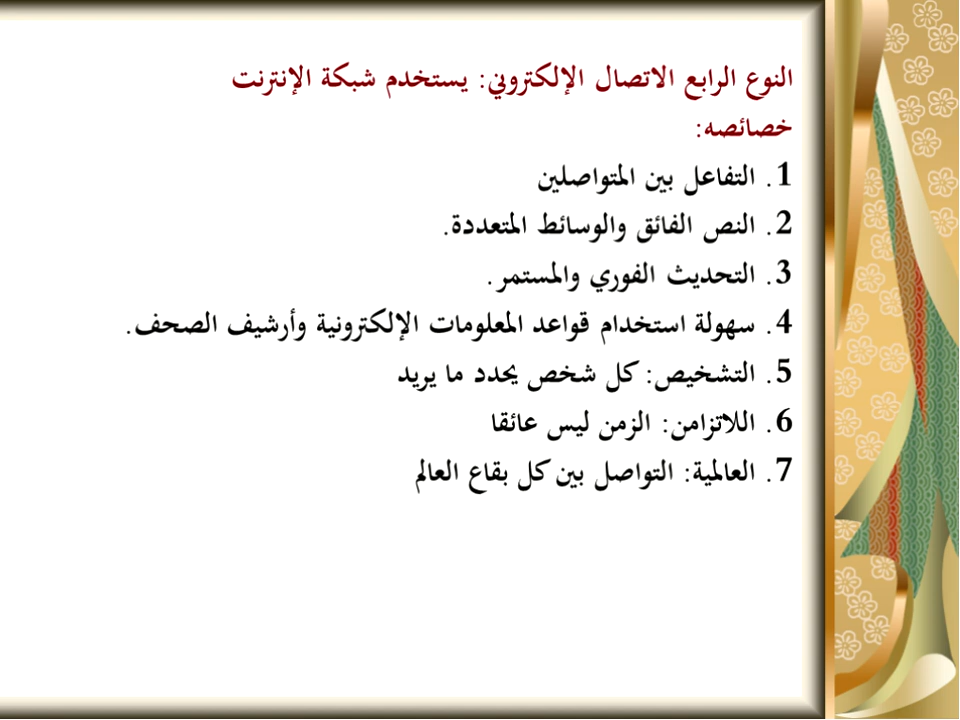 النوع الرابع الاتصال الإلكتروني: يستخدم شبكة الإنترنت
خصائصه:
1. التفاعل بين المتواصلين
2. النص الفائق والوسائط المتعددة.
3. التحديث الفوري والمستمر.
4. سهولة استخدام قواعد المعلومات الإلكترونية وأرشيف الصحف.
5. التشخيص: كل شخص يحدد ما يريد
6. اللاتزامن: الزمن ليس عائقا
7. العالمية: التواصل بين كل بقاع العالم